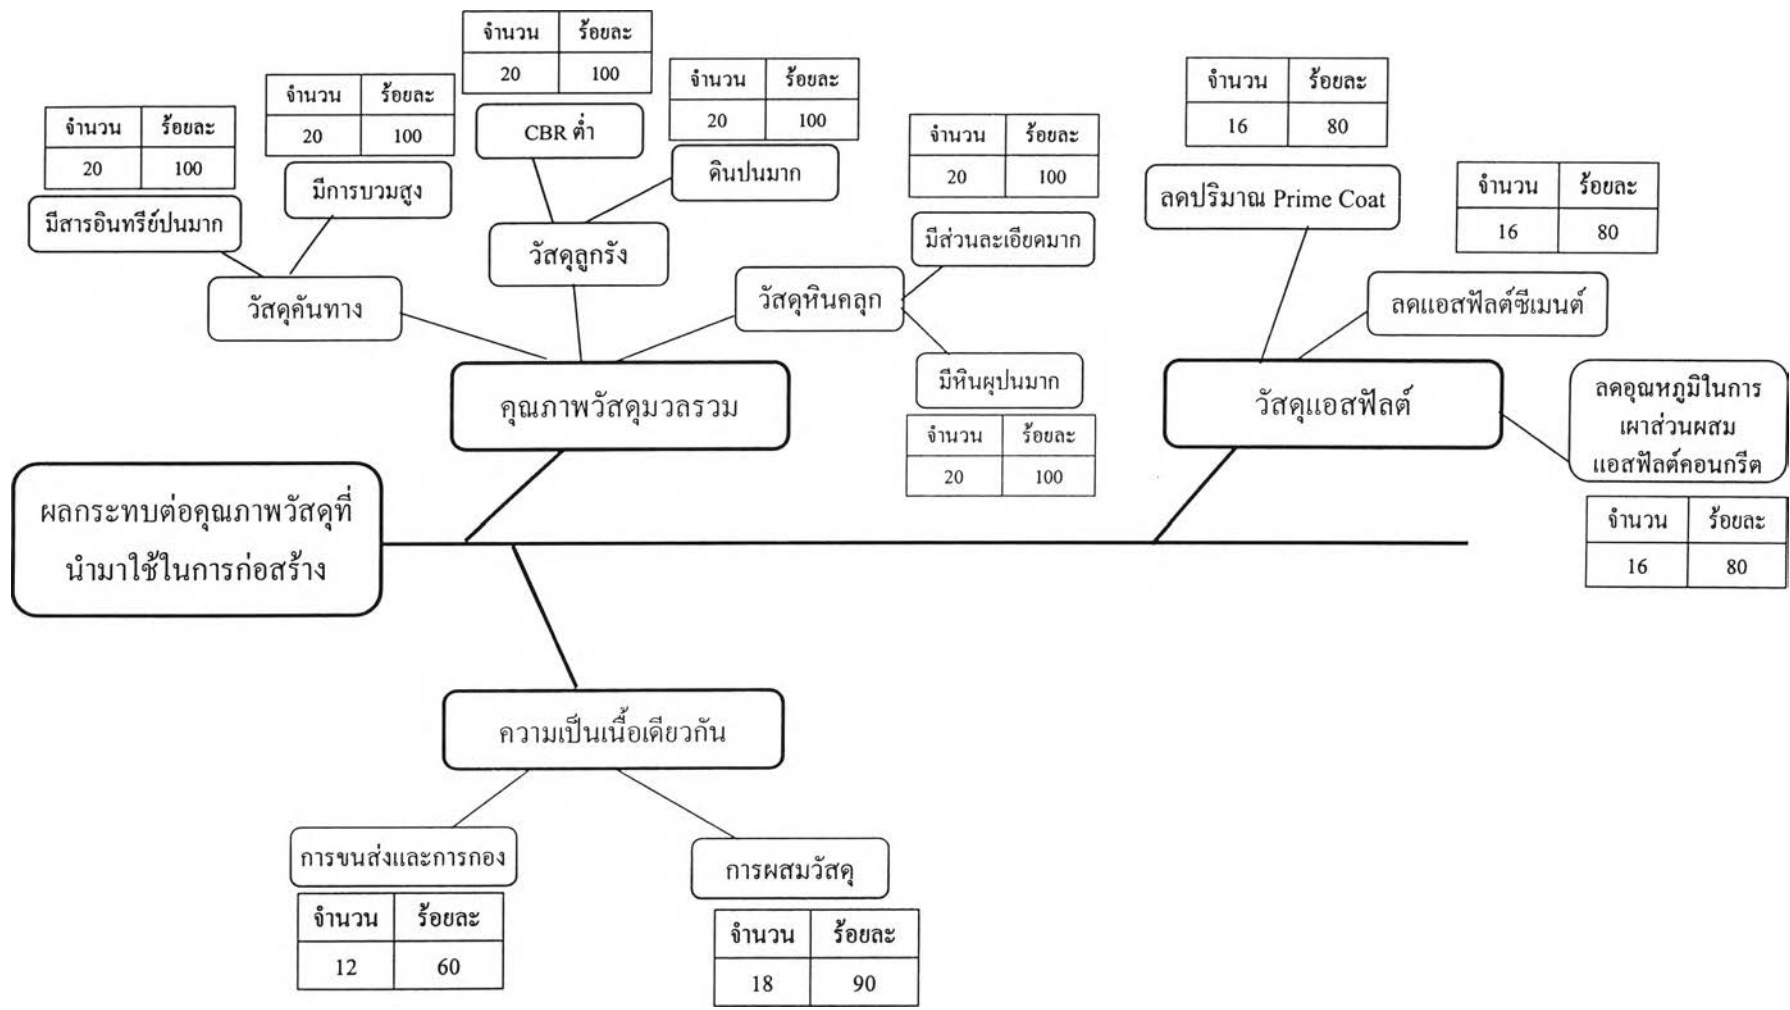 จำนวน ร้อยละ
20 100
จำนวน ร้อยละ
20 100
จำนวน ร้อยละ
20 100
จำนวน ร้อยละ
20 100
จำนวน ร้อยละ
16 80
จำนวน ร้อยละ
20 100
จำนวน ร้อยละ
16 80
มีสารอินทรีย์ปนมาก
มีการบวมสูง
CBR ต่ำ
ดินปนมาก
ลดปริมาณ Prime Coat
มีส่วนละเอียดมาก
วัสดุคันทาง
วัสดุลูกรัง
วัสดุหินคลุก
ลดแอสฟัลต์ซีเมนต์
มีหินผุปนมาก
จำนวน ร้อยละ
20 100
คุณภาพวัสดุมวลรวม
วัสดุแอสฟัลต์
ลดอุณหภูมิในการ
เผาส่วนผสม
แอสฟัลต์คอนกรีต
จำนวน ร้อยละ
16 80
ผลกระทบต่อคุณภาพวัสดุที่
นำมาใช้ในการก่อสร้าง
ความเป็นเนื้อเดียวกัน
การขนส่งและการกอง
จำนวน ร้อยละ
12 60
การผสมวัสดุ
จำนวน ร้อยละ
18 90